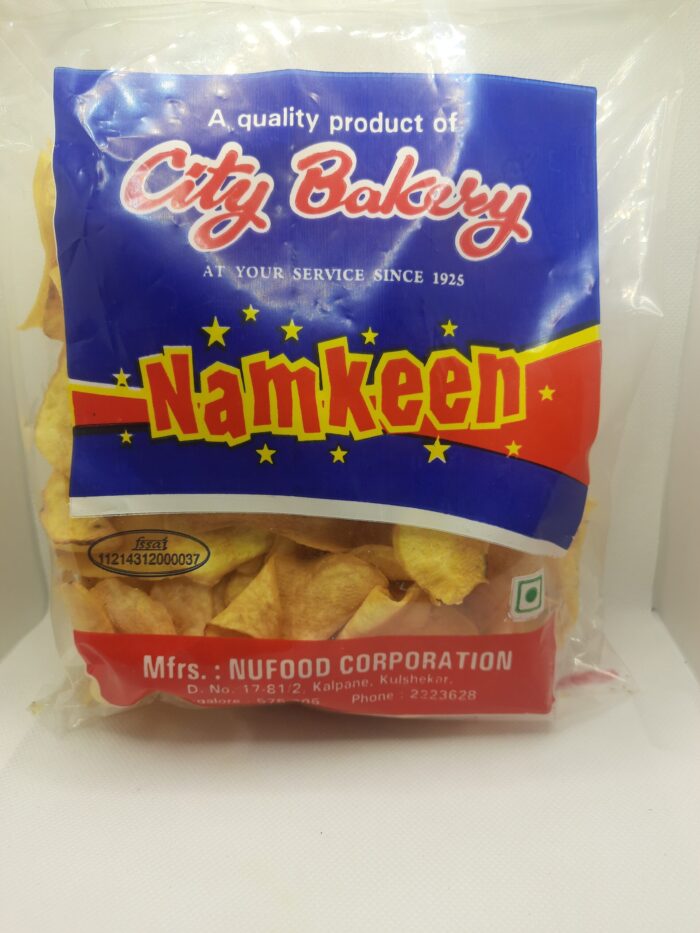 A quality product of
City Bakery
AT YOUR SERVICE SINCE 1925
Namkeen
fssai
11214312000037
Mfrs. : NUFOOD CORPORATION
D. No. 17-81/2, Kalpane, Kulshekar,
Phone : 2223628